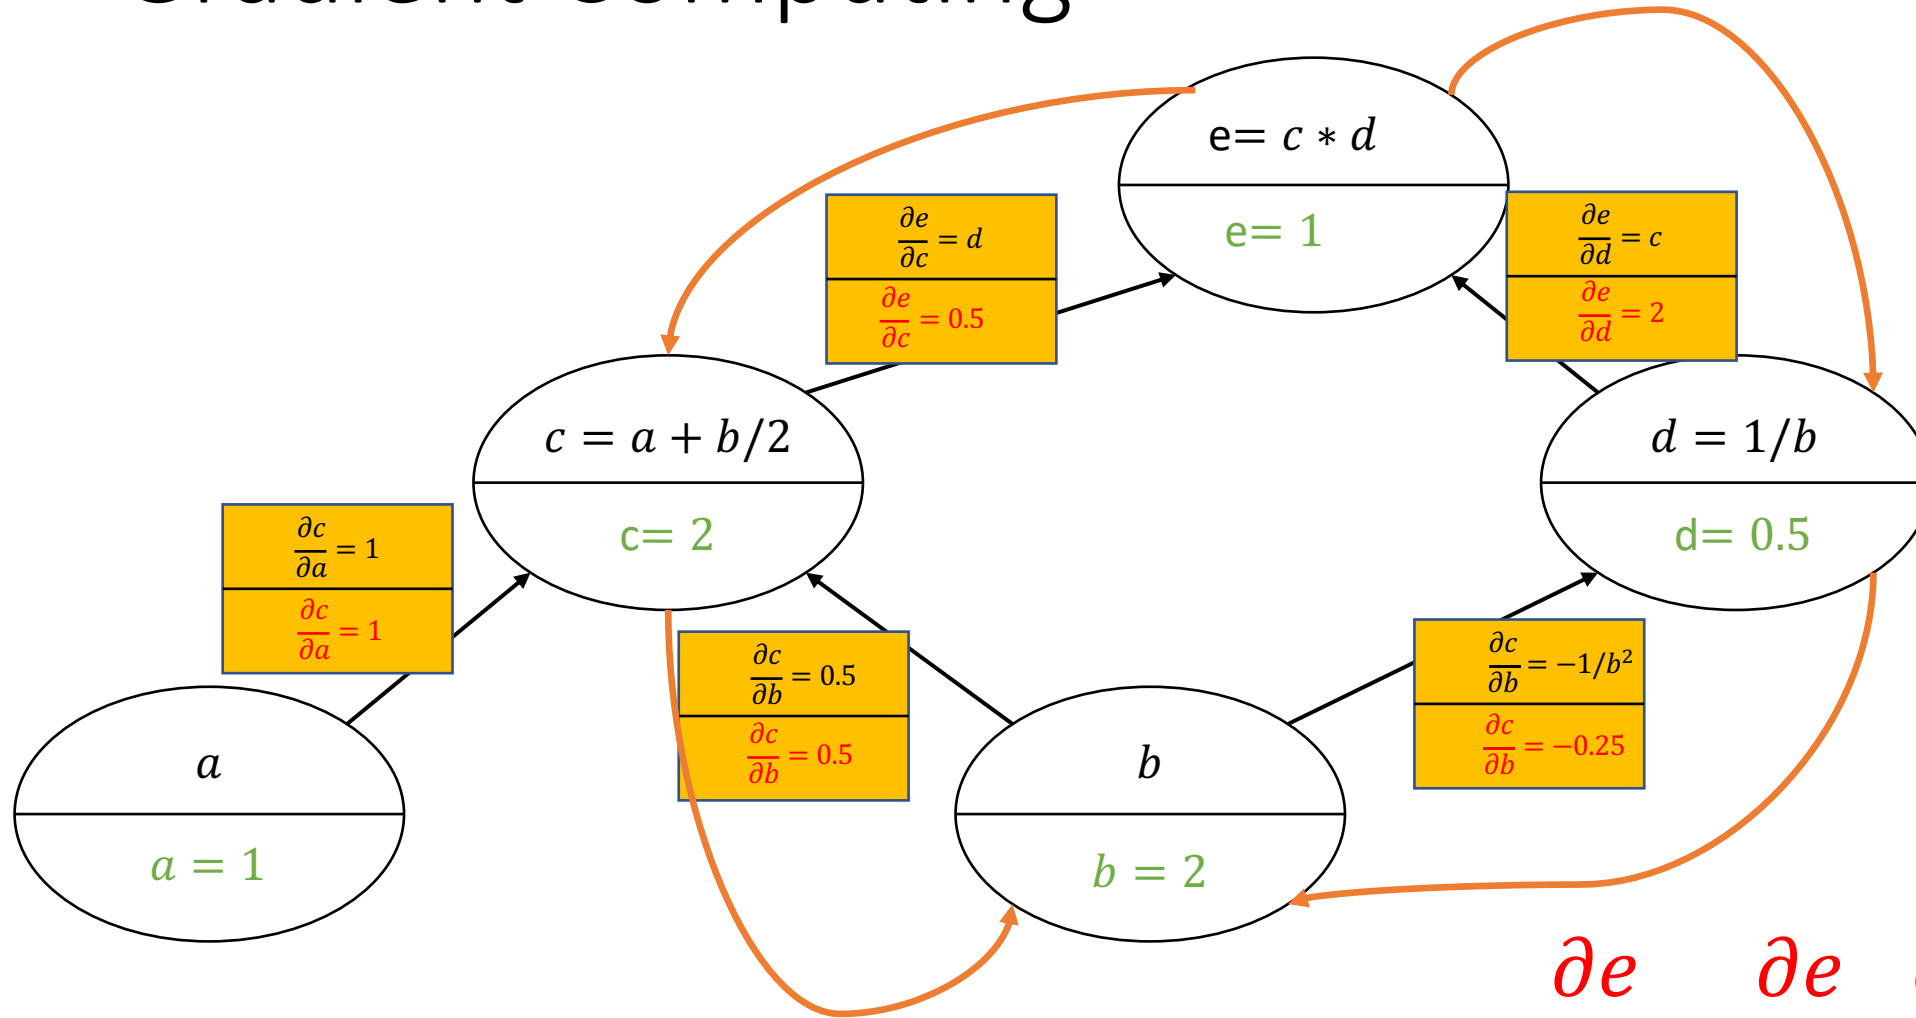 e= c ∗ d
e= 1
∂e/∂c = d
∂e/∂c = 0.5
∂e/∂d = c
∂e/∂d = 2
c = a + b/2
c= 2
d = 1/b
d= 0.5
∂c/∂a = 1
∂c/∂a = 1
∂c/∂b = 0.5
∂c/∂b = 0.5
∂c/∂b = −1/b²
∂c/∂b = −0.25
a
a = 1
b
b = 2
∂e ∂e